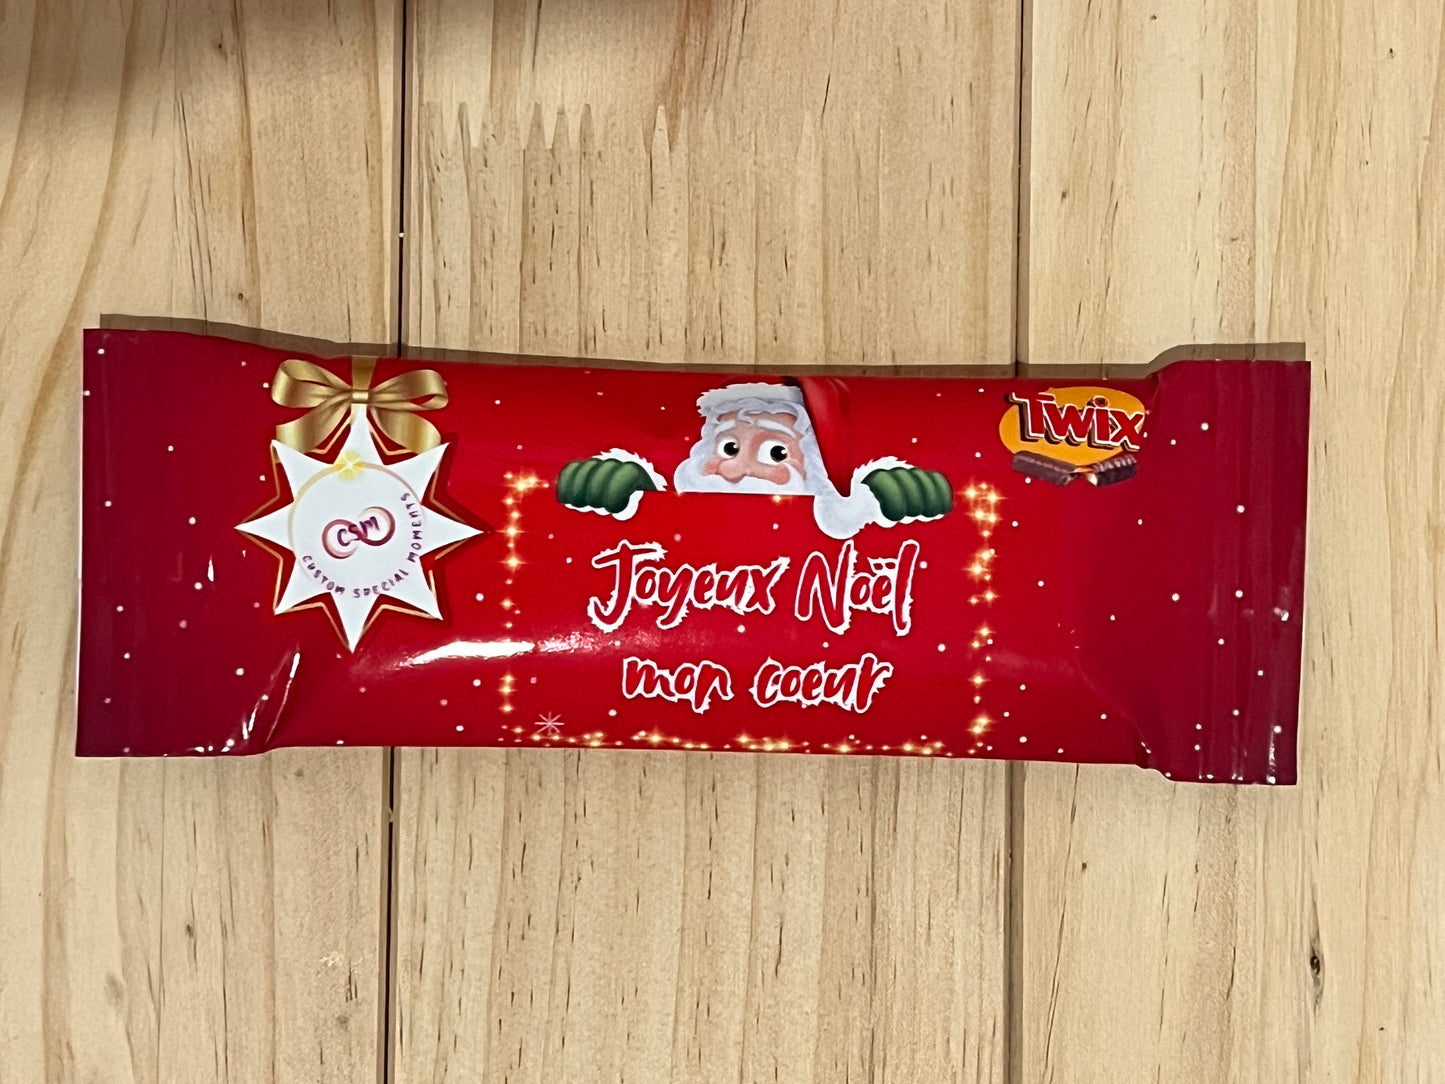 CSM
CUSTOM SPECIAL MOMENTS
Twix
Joyeux Noël
mon coeur